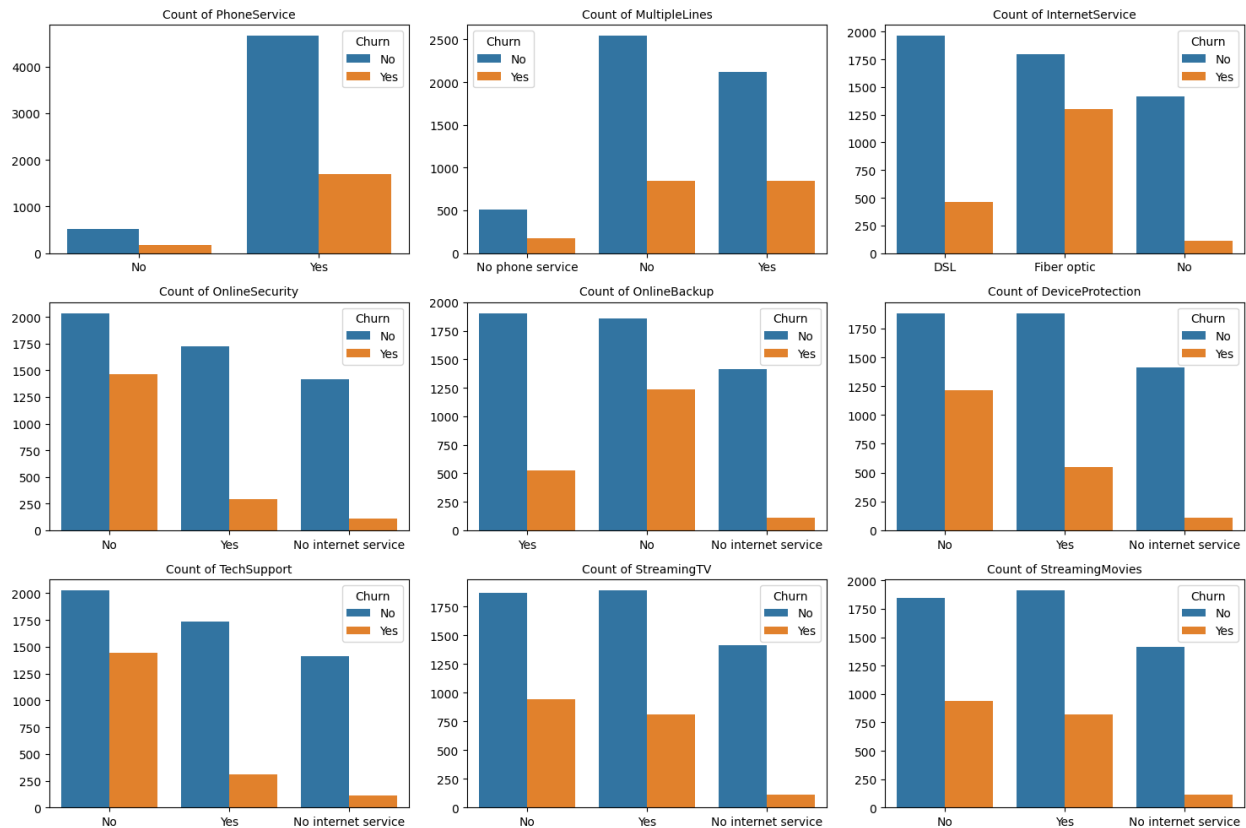 Count of PhoneService
4000
3000
2000
1000
0
Churn
No
Yes
No
Yes
Count of MultipleLines
2500
2000
1500
1000
500
0
Churn
No
Yes
No phone service
No
Yes
Count of InternetService
2000
1750
1500
1250
1000
750
500
250
0
Churn
No
Yes
DSL
Fiber optic
No
Count of OnlineSecurity
2000
1750
1500
1250
1000
750
500
250
0
Churn
No
Yes
No
Yes
No internet service
Count of OnlineBackup
2000
1750
1500
1250
1000
750
500
250
0
Churn
No
Yes
Yes
No
No internet service
Count of DeviceProtection
1750
1500
1250
1000
750
500
250
0
Churn
No
Yes
No
Yes
No internet service
Count of TechSupport
2000
1750
1500
1250
1000
750
500
250
0
Churn
No
Yes
No
Yes
No internet service
Count of StreamingTV
1750
1500
1250
1000
750
500
250
0
Churn
No
Yes
No
Yes
No internet service
Count of StreamingMovies
2000
1750
1500
1250
1000
750
500
250
0
Churn
No
Yes
No
Yes
No internet service